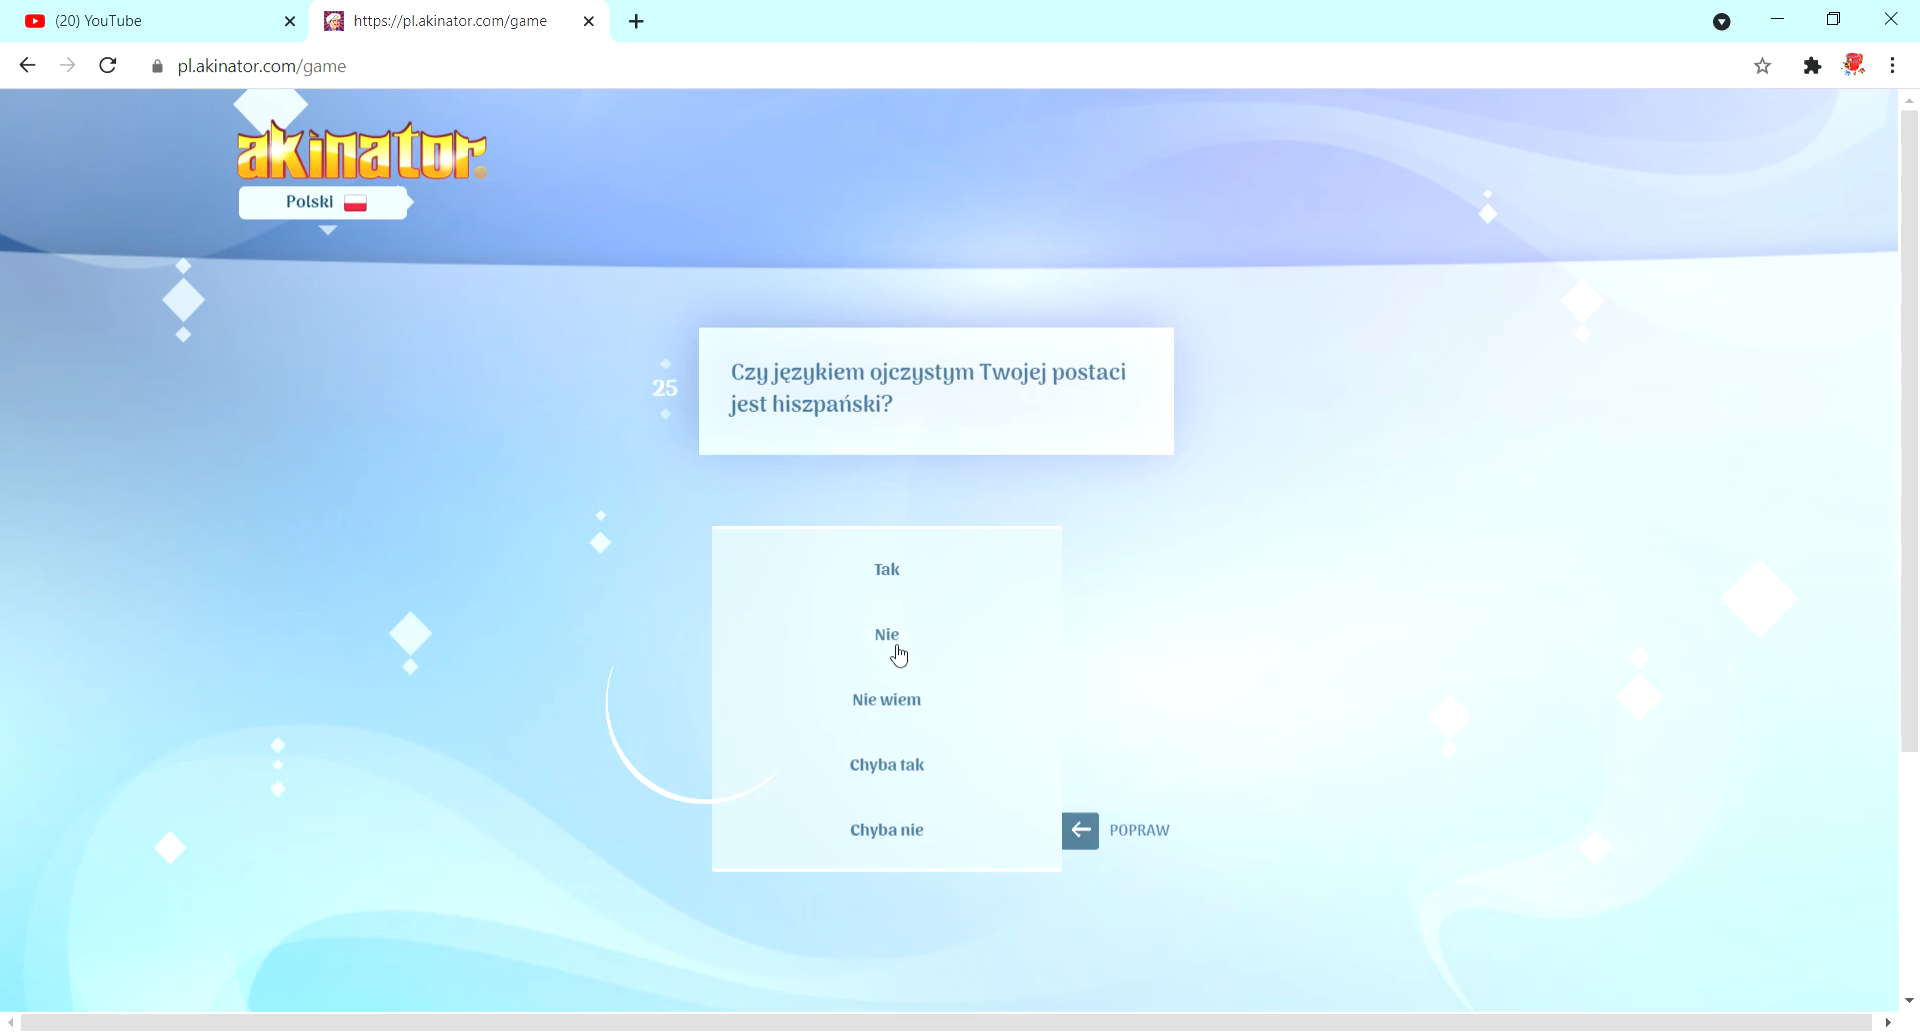 (20) YouTube
https://pl.akinator.com/game
pl.akinator.com/game
akinator
Polski
25
Czy językiem ojczystym Twojej postaci
jest hiszpański?
Tak
Nie
Nie wiem
Chyba tak
Chyba nie
POPRAW